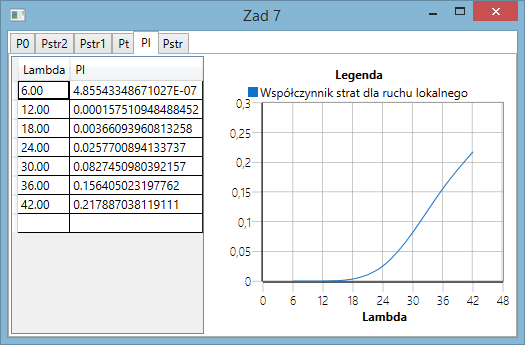 Zad 7
P0 Pstr2 Pstr1 Pt Pl Pstr
Lambda Pl
6.00 4.85543348671027E-07
12.00 0.000157510948488452
18.00 0.00366093960813258
24.00 0.0257700894133737
30.00 0.0827450980392157
36.00 0.156405023197762
42.00 0.217887038119111
Legenda
Współczynnik strat dla ruchu lokalnego
0,3
0,25
0,2
0,15
0,1
0,05
0
0 6 12 18 24 30 36 42 48
Lambda